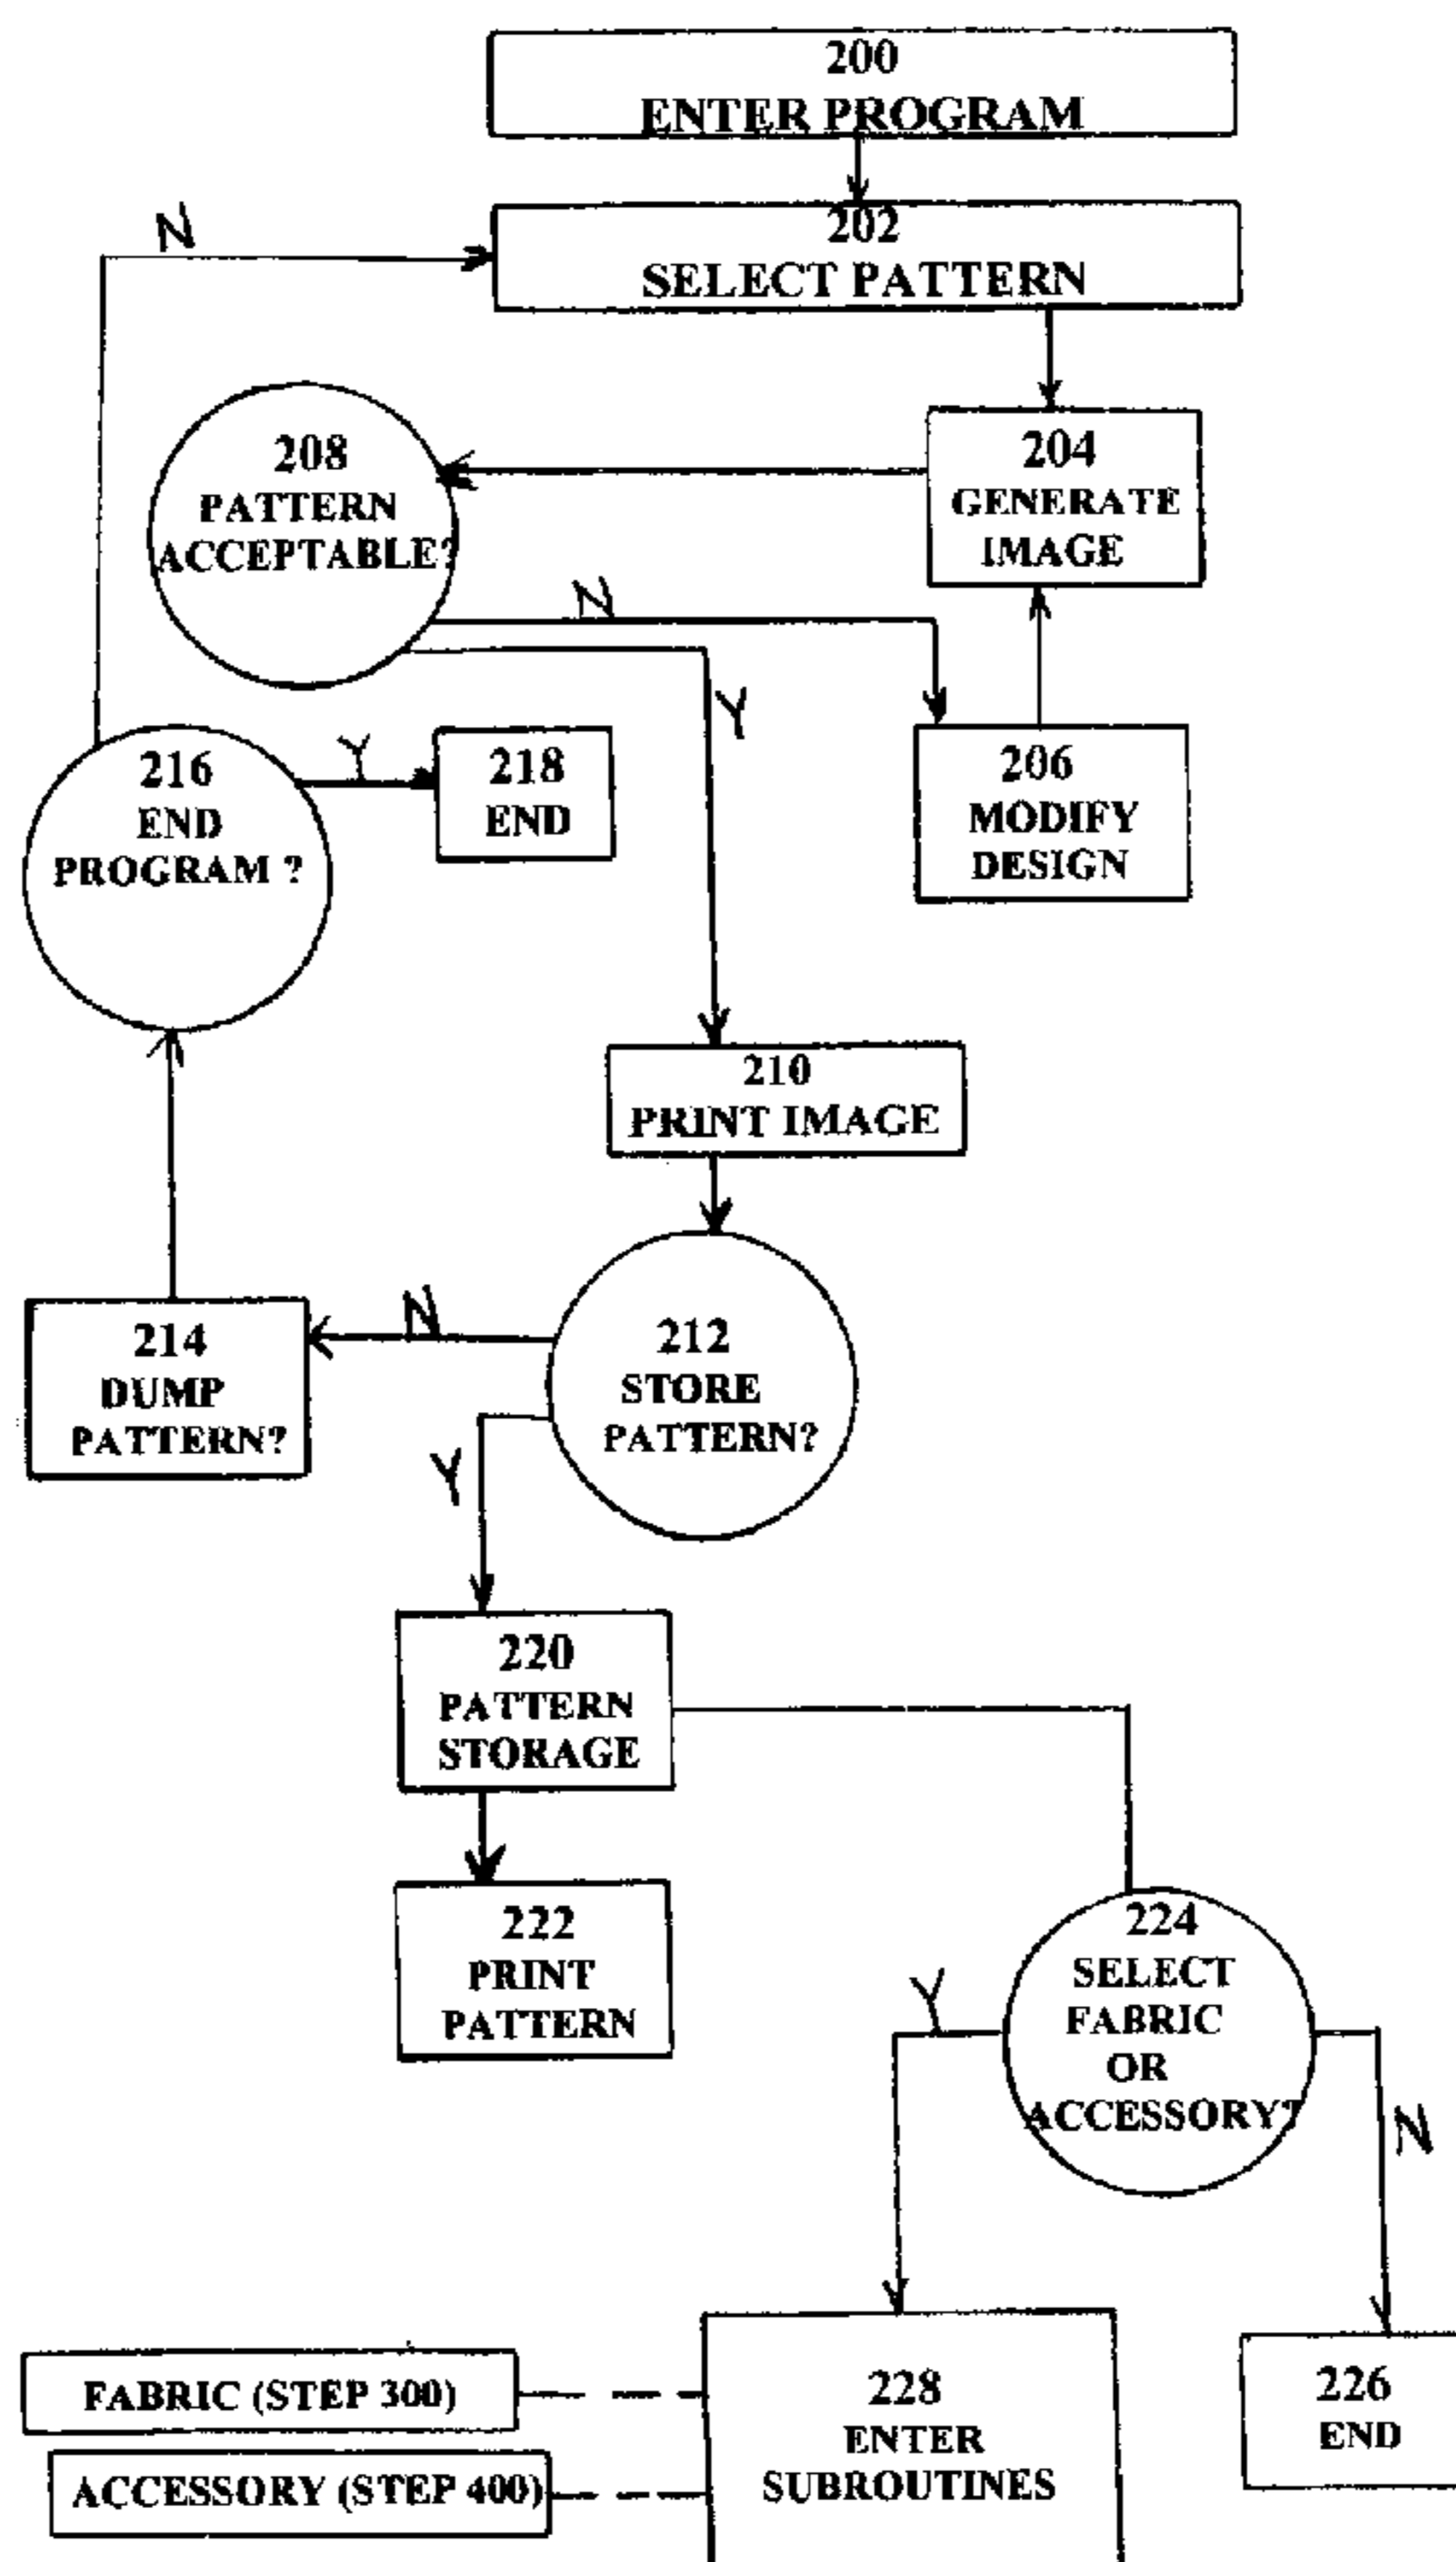 200
ENTER PROGRAM
202
SELECT PATTERN
N
208
PATTERN
ACCEPTABLE?
204
GENERATE
IMAGE
N
Y
216
END
PROGRAM ?
Y
218
END
206
MODIFY
DESIGN
210
PRINT IMAGE
214
DUMP
PATTERN?
N
212
STORE
PATTERN?
Y
220
PATTERN
STORAGE
222
PRINT
PATTERN
224
SELECT
FABRIC
OR
ACCESSORY?
Y
N
FABRIC (STEP 300)
ACCESSORY (STEP 400)
228
ENTER
SUBROUTINES
226
END